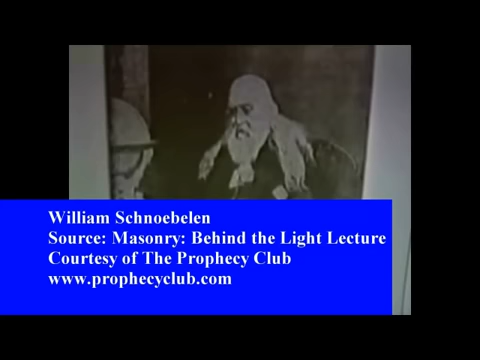 William Schnoebelen
Source: Masonry: Behind the Light Lecture
Courtesy of The Prophecy Club
www.prophecyclub.com